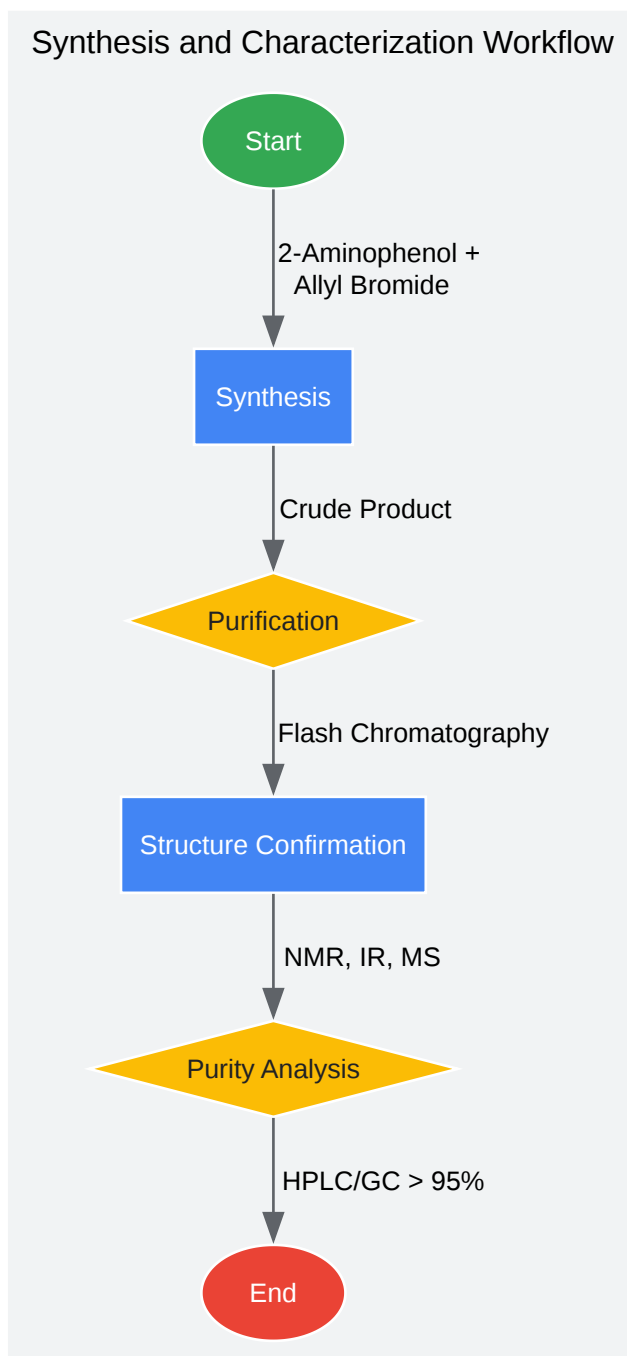 Synthesis and Characterization Workflow
Start
2-Aminophenol +
Allyl Bromide
Synthesis
Crude Product
Purification
Flash Chromatography
Structure Confirmation
NMR, IR, MS
Purity Analysis
HPLC/GC > 95%
End